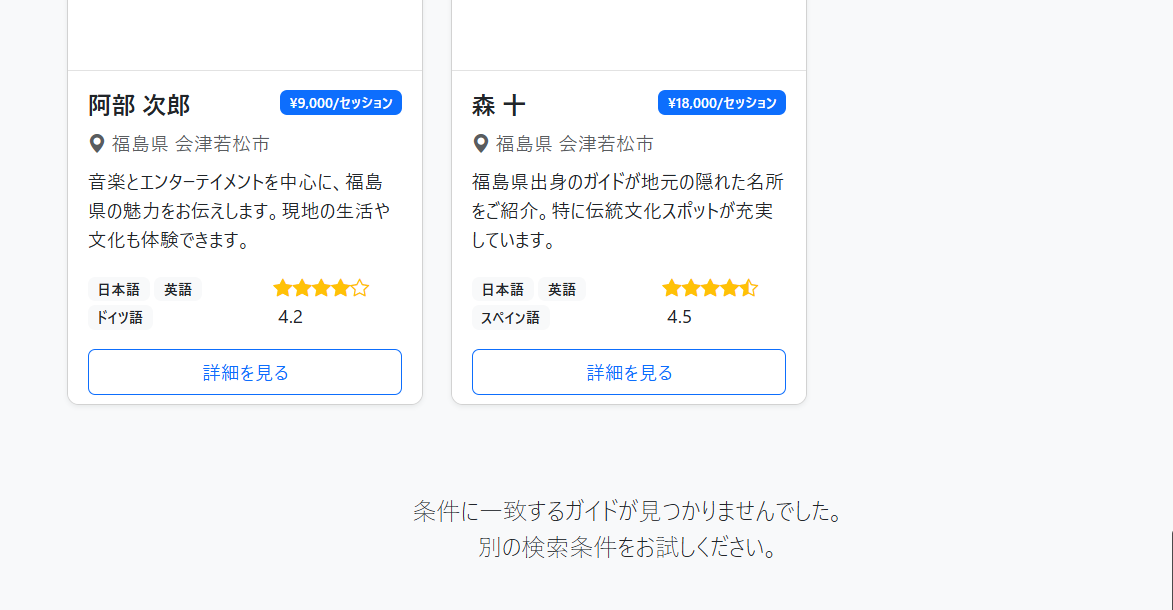 阿部 次郎
¥9,000/セッション
福島県 会津若松市
音楽とエンターテイメントを中心に、福島
県の魅力をお伝えします。現地の生活や
文化も体験できます。
日本語 英語
ドイツ語
4.2
詳細を見る
森 十
¥18,000/セッション
福島県 会津若松市
福島県出身のガイドが地元の隠れた名所
をご紹介。特に伝統文化スポットが充実
しています。
日本語 英語
スペイン語
4.5
詳細を見る
条件に一致するガイドが見つかりませんでした。
別の検索条件をお試しください。